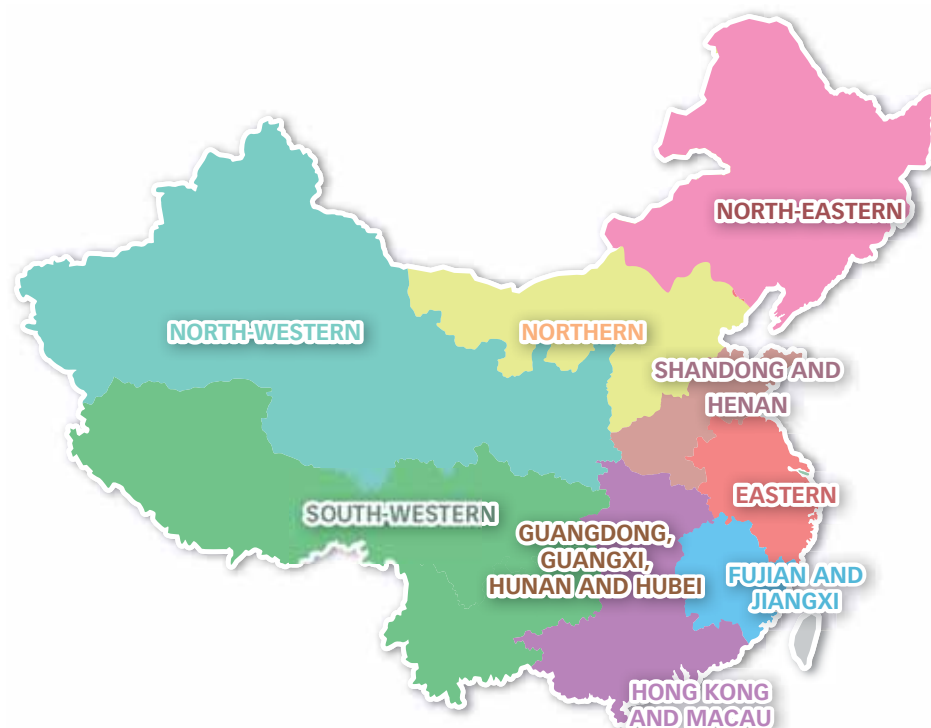 NORTH-EASTERN
NORTH-WESTERN
NORTHERN
SHANDONG AND
HENAN
EASTERN
SOUTH-WESTERN
GUANGDONG,
GUANGXI,
HUNAN AND HUBEI
FUJIAN AND
JIANGXI
HONG KONG
AND MACAU